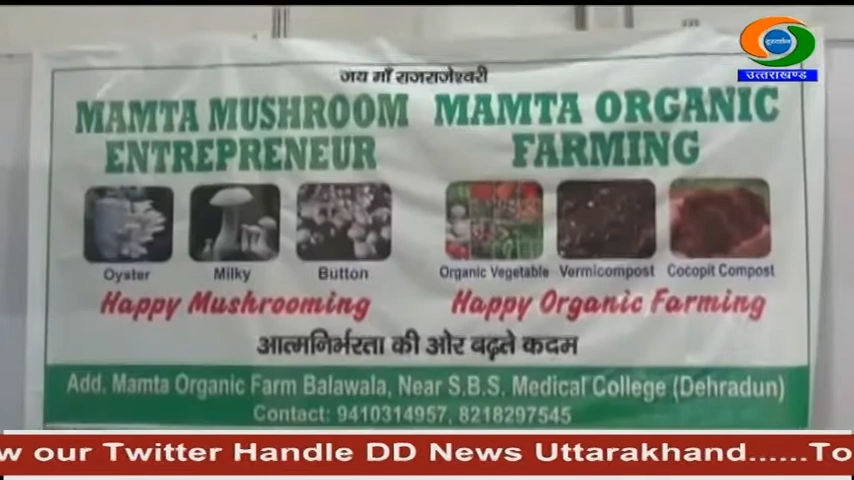 दूरदर्शन
उत्तराखण्ड
जय माँ राजराजेश्वरी
MAMTA MUSHROOM ENTREPRENEUR
MAMTA ORGANIC FARMING
Oyster Milky Button
Organic Vegetable Vermicompost Cocopit Compost
Happy Mushrooming
Happy Organic Farming
आत्मनिर्भरता की ओर बढ़ते कदम
Add. Mamta Organic Farm Balawala, Near S.B.S. Medical College (Dehradun)
Contact: 9410314957, 8218297545
w our Twitter Handle DD News Uttarakhand......To